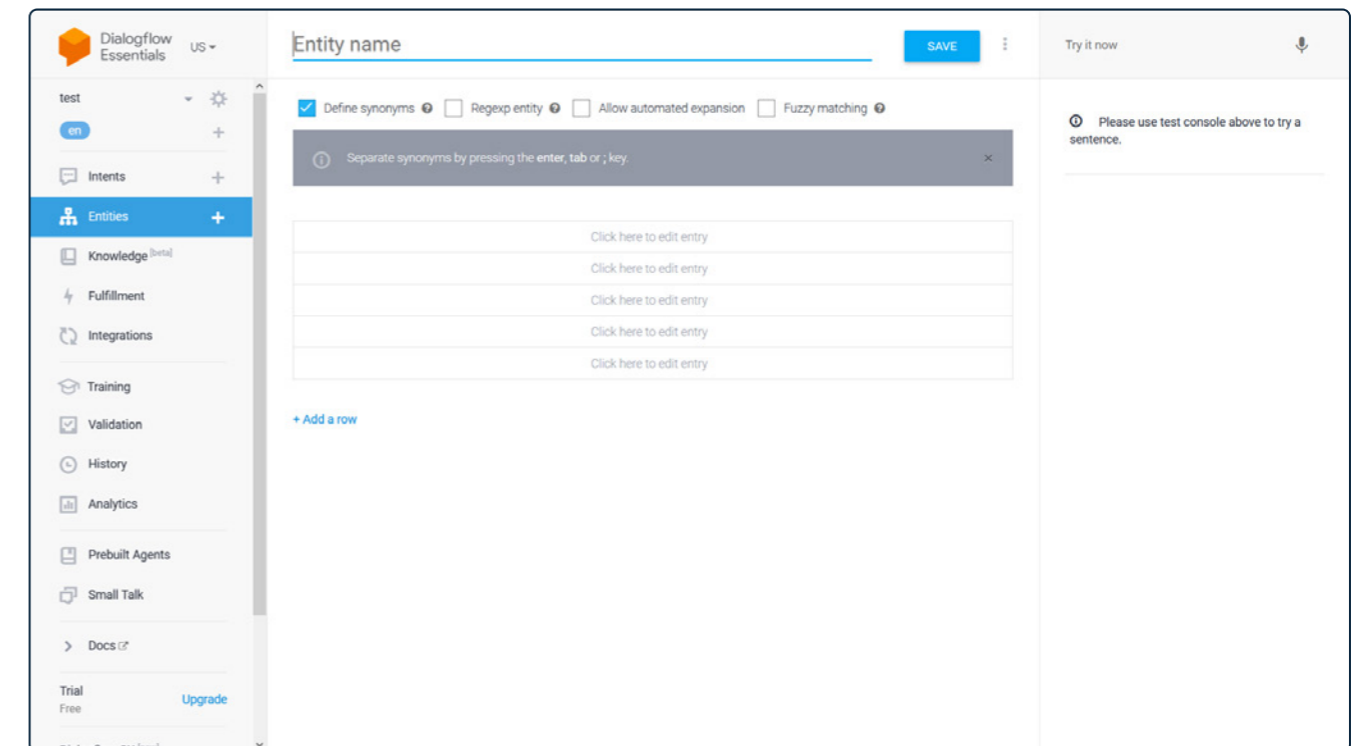 Dialogflow
Essentials
US
test
en
Intents
Entities
Knowledge [beta]
Fulfillment
Integrations
Training
Validation
History
Analytics
Prebuilt Agents
Small Talk
Docs
Trial
Free
Upgrade
Entity name
SAVE
Define synonyms
Regexp entity
Allow automated expansion
Fuzzy matching
Separate synonyms by pressing the enter, tab or ; key.
Click here to edit entry
Click here to edit entry
Click here to edit entry
Click here to edit entry
Click here to edit entry
+ Add a row
Try it now
Please use test console above to try a
sentence.